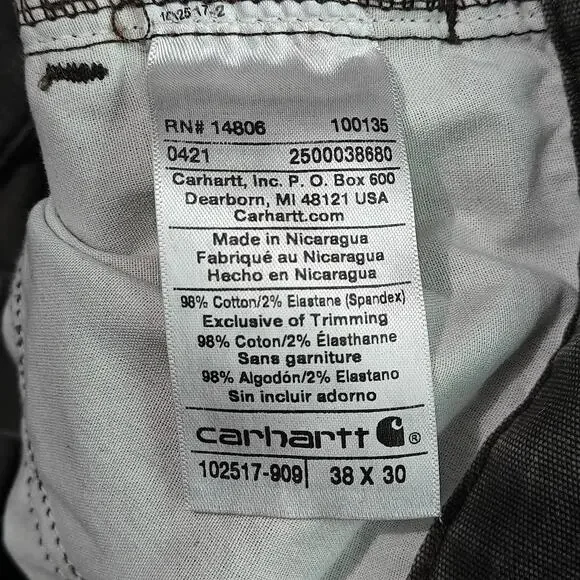 RN# 14806 100135
0421 2500038680
Carhartt, Inc. P. O. Box 600
Dearborn, MI 48121 USA
Carhartt.com
Made in Nicaragua
Fabriqué au Nicaragua
Hecho en Nicaragua
98% Cotton/2% Elastane (Spandex)
Exclusive of Trimming
98% Coton/2% Élasthanne
Sans garniture
98% Algodón/2% Elastano
Sin incluir adorno
carhartt ®
102517-909 38 X 30